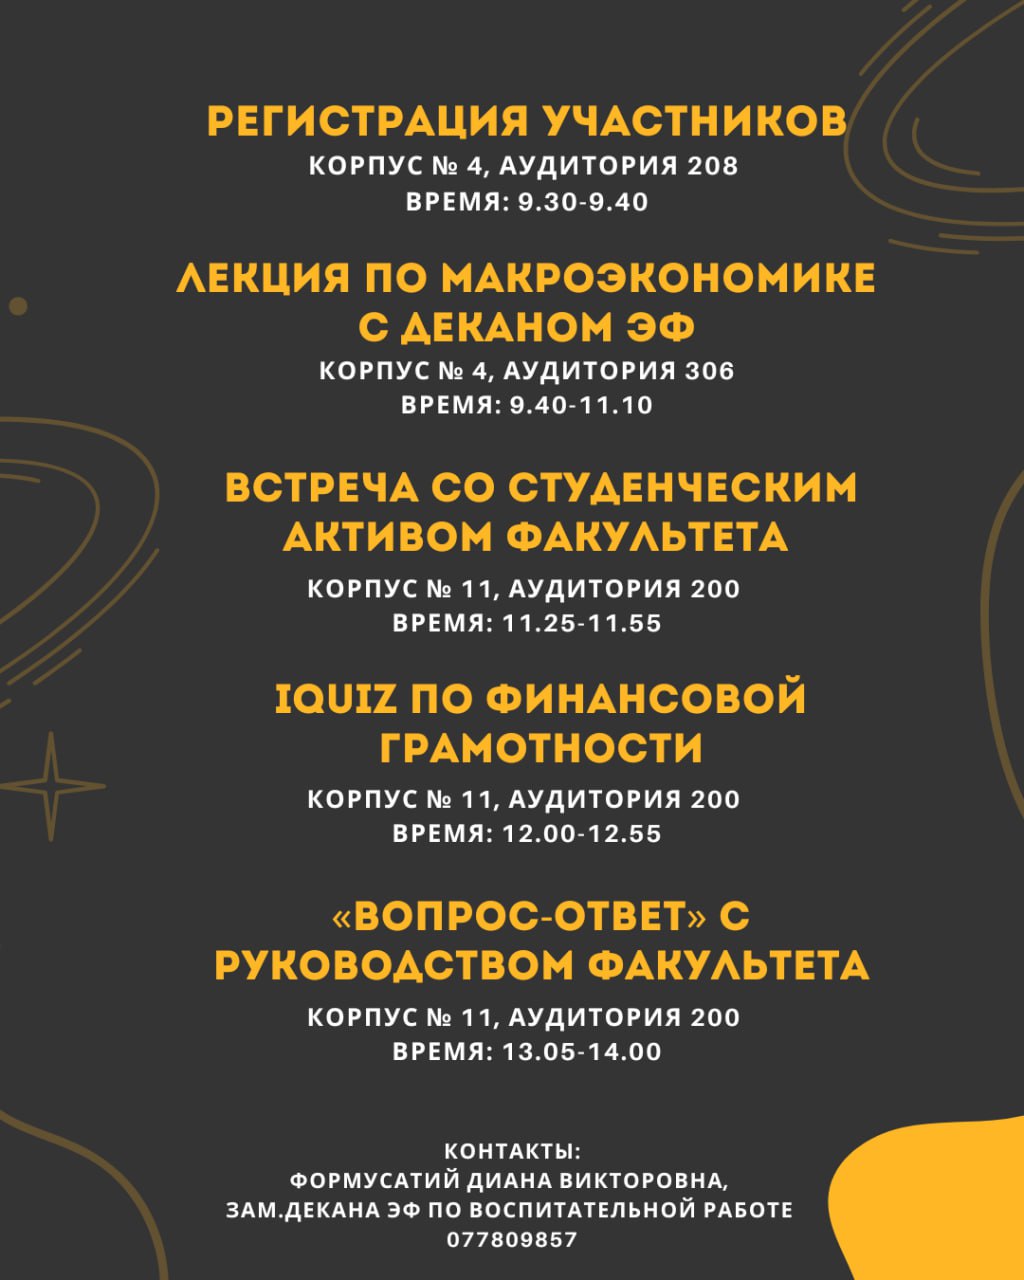 РЕГИСТРАЦИЯ УЧАСТНИКОВ
КОРПУС № 4, АУДИТОРИЯ 208
ВРЕМЯ: 9.30-9.40
ЛЕКЦИЯ ПО МАКРОЭКОНОМИКЕ
С ДЕКАНОМ ЭФ
КОРПУС № 4, АУДИТОРИЯ 306
ВРЕМЯ: 9.40-11.10
ВСТРЕЧА СО СТУДЕНЧЕСКИМ
АКТИВОМ ФАКУЛЬТЕТА
КОРПУС № 11, АУДИТОРИЯ 200
ВРЕМЯ: 11.25-11.55
IQUIZ ПО ФИНАНСОВОЙ
ГРАМОТНОСТИ
КОРПУС № 11, АУДИТОРИЯ 200
ВРЕМЯ: 12.00-12.55
«ВОПРОС-ОТВЕТ» С
РУКОВОДСТВОМ ФАКУЛЬТЕТА
КОРПУС № 11, АУДИТОРИЯ 200
ВРЕМЯ: 13.05-14.00
КОНТАКТЫ:
ФОРМУСАТИЙ ДИАНА ВИКТОРОВНА,
ЗАМ.ДЕКАНА ЭФ ПО ВОСПИТАТЕЛЬНОЙ РАБОТЕ
077809857